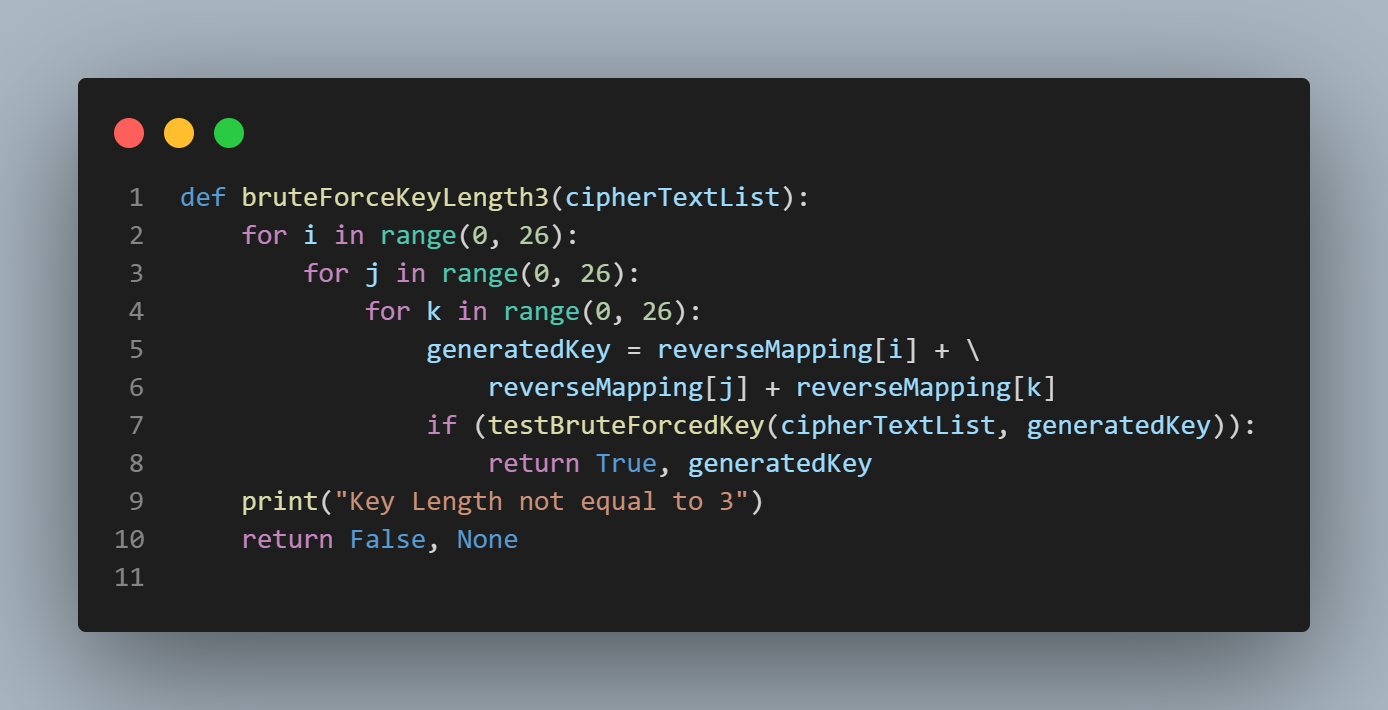 1 def bruteForceKeyLength3(cipherTextList):
2     for i in range(0, 26):
3         for j in range(0, 26):
4             for k in range(0, 26):
5                 generatedKey = reverseMapping[i] + \
6                     reverseMapping[j] + reverseMapping[k]
7                 if (testBruteForcedKey(cipherTextList, generatedKey)):
8                     return True, generatedKey
9     print("Key Length not equal to 3")
10     return False, None
11